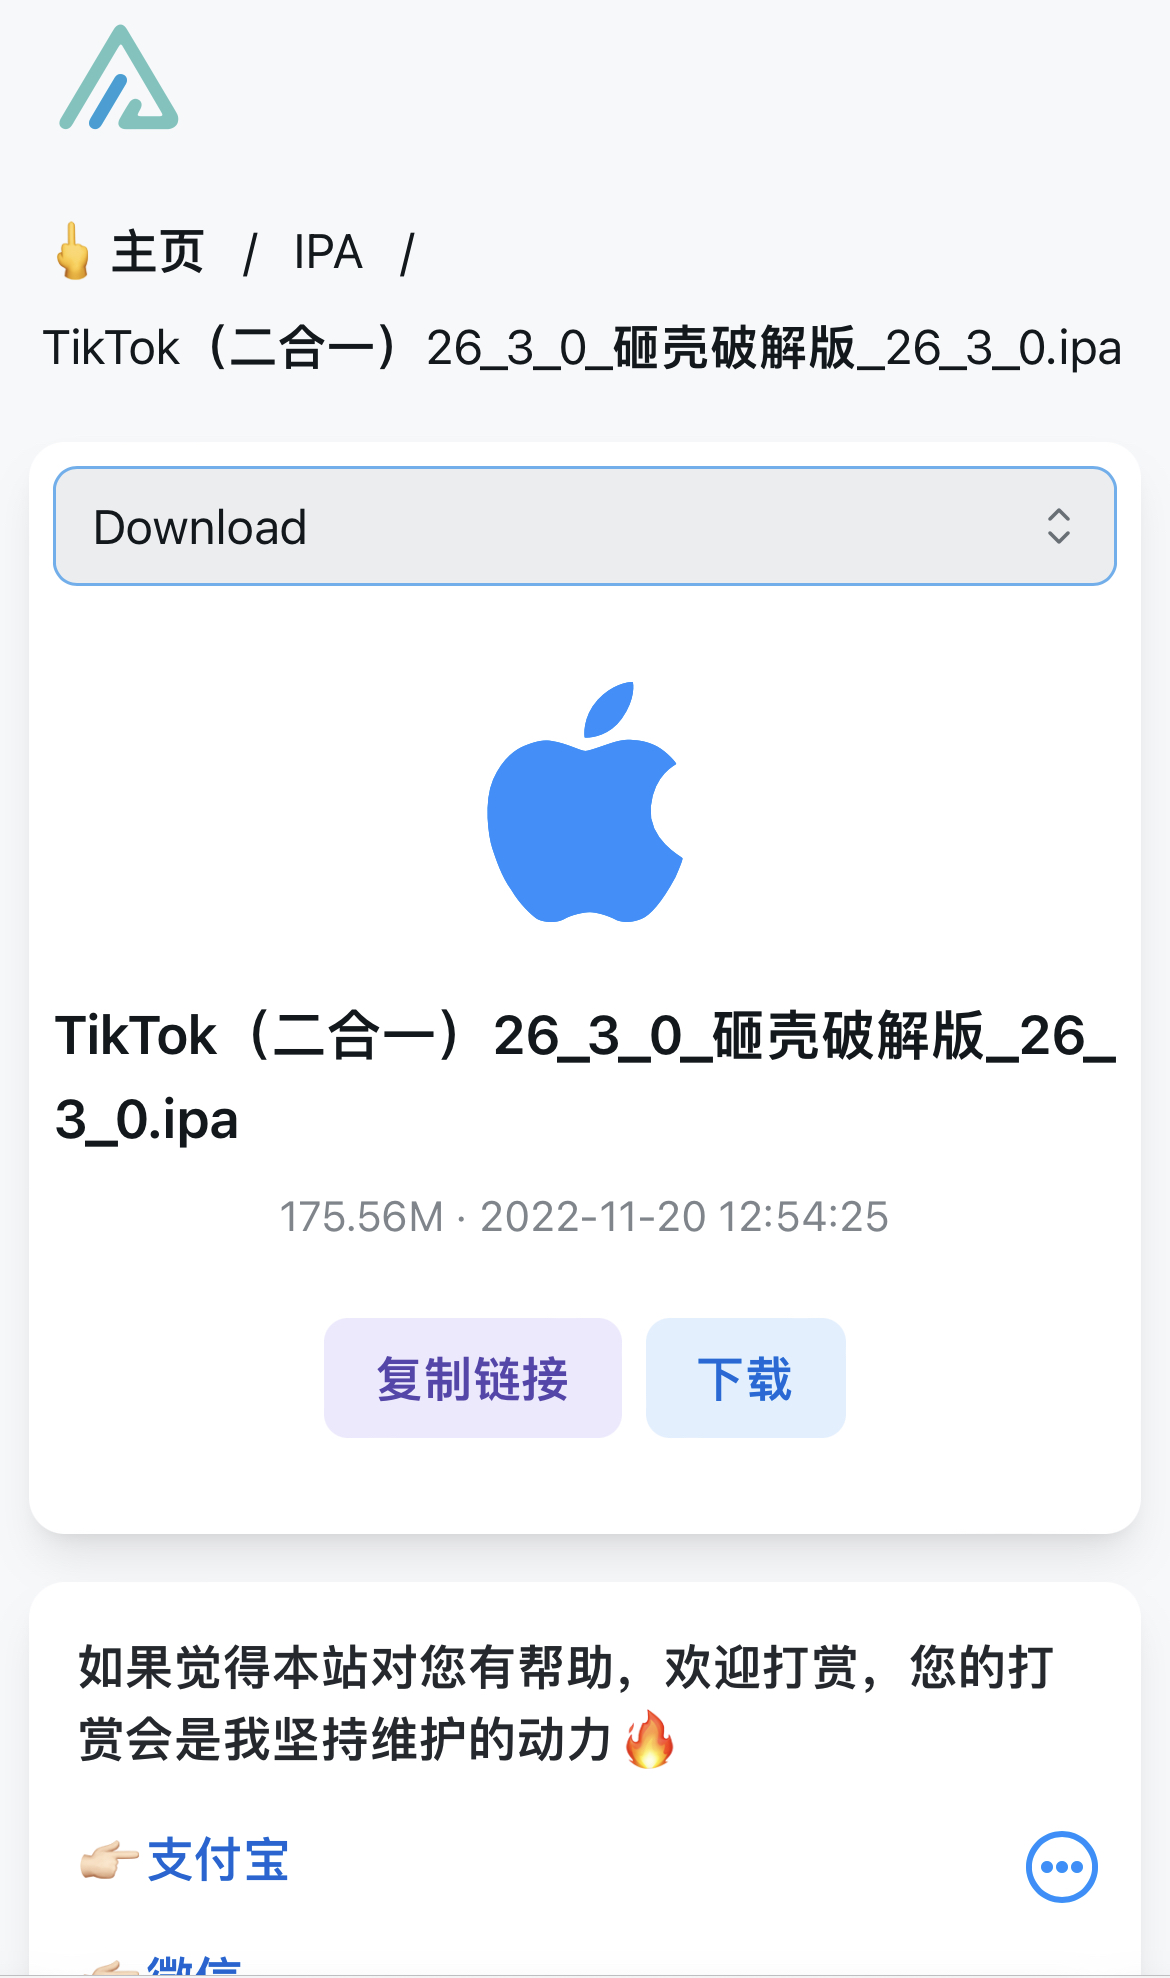 👆 主页 / IPA /
TikTok（二合一）26_3_0_砸壳破解版_26_3_0.ipa
Download
TikTok（二合一）26_3_0_砸壳破解版_26_
3_0.ipa
175.56M · 2022-11-20 12:54:25
复制链接 下载
如果觉得本站对您有帮助，欢迎打赏，您的打
赏会是我坚持维护的动力🔥
👉🏻支付宝
👉🏻微信